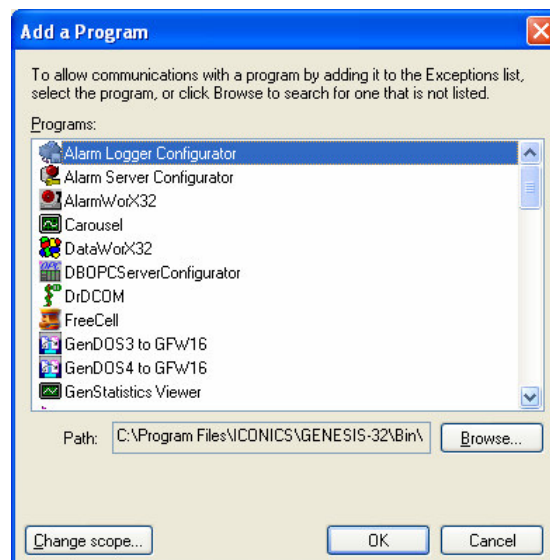 Add a Program
To allow communications with a program by adding it to the Exceptions list,
select the program, or click Browse to search for one that is not listed.
Programs:
Alarm Logger Configurator
Alarm Server Configurator
AlarmWorX32
Carousel
DataWorX32
DBOPCServerConfigurator
DrDCOM
FreeCell
GenDOS3 to GFW16
GenDOS4 to GFW16
GenStatistics Viewer
Path: C:\Program Files\ICONICS\GENESIS-32\Bin\ Browse...
Change scope... OK Cancel